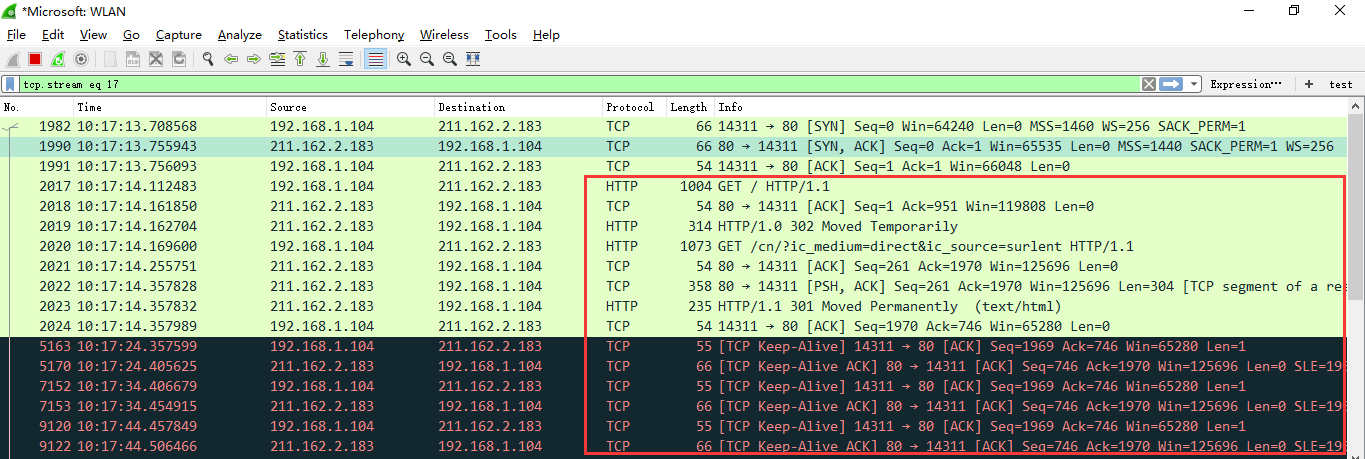 *Microsoft: WLAN
File Edit View Go Capture Analyze Statistics Telephony Wireless Tools Help
tcp.stream eq 17 Expression… + test
No. Time Source Destination Protocol Length Info
1982 10:17:13.708568 192.168.1.104 211.162.2.183 TCP 66 14311 → 80 [SYN] Seq=0 Win=64240 Len=0 MSS=1460 WS=256 SACK_PERM=1
1990 10:17:13.755943 211.162.2.183 192.168.1.104 TCP 66 80 → 14311 [SYN, ACK] Seq=0 Ack=1 Win=65535 Len=0 MSS=1440 SACK_PERM=1 WS=256
1991 10:17:13.756093 192.168.1.104 211.162.2.183 TCP 54 14311 → 80 [ACK] Seq=1 Ack=1 Win=66048 Len=0
2017 10:17:14.112483 192.168.1.104 211.162.2.183 HTTP 1004 GET / HTTP/1.1
2018 10:17:14.161850 211.162.2.183 192.168.1.104 TCP 54 80 → 14311 [ACK] Seq=1 Ack=951 Win=119808 Len=0
2019 10:17:14.162704 211.162.2.183 192.168.1.104 HTTP 314 HTTP/1.0 302 Moved Temporarily
2020 10:17:14.169600 192.168.1.104 211.162.2.183 HTTP 1073 GET /cn/?ic_medium=direct&ic_source=surlent HTTP/1.1
2021 10:17:14.255751 211.162.2.183 192.168.1.104 TCP 54 80 → 14311 [ACK] Seq=261 Ack=1970 Win=125696 Len=0
2022 10:17:14.357828 211.162.2.183 192.168.1.104 TCP 358 80 → 14311 [PSH, ACK] Seq=261 Ack=1970 Win=125696 Len=304 [TCP segment of a rea
2023 10:17:14.357832 211.162.2.183 192.168.1.104 HTTP 235 HTTP/1.1 301 Moved Permanently (text/html)
2024 10:17:14.357989 192.168.1.104 211.162.2.183 TCP 54 14311 → 80 [ACK] Seq=1970 Ack=746 Win=65280 Len=0
5163 10:17:24.357599 192.168.1.104 211.162.2.183 TCP 55 [TCP Keep-Alive] 14311 → 80 [ACK] Seq=1969 Ack=746 Win=65280 Len=1
5170 10:17:24.405625 211.162.2.183 192.168.1.104 TCP 66 [TCP Keep-Alive ACK] 80 → 14311 [ACK] Seq=746 Ack=1970 Win=125696 Len=0 SLE=19
7152 10:17:34.406679 192.168.1.104 211.162.2.183 TCP 55 [TCP Keep-Alive] 14311 → 80 [ACK] Seq=1969 Ack=746 Win=65280 Len=1
7153 10:17:34.454915 211.162.2.183 192.168.1.104 TCP 66 [TCP Keep-Alive ACK] 80 → 14311 [ACK] Seq=746 Ack=1970 Win=125696 Len=0 SLE=19
9120 10:17:44.457849 192.168.1.104 211.162.2.183 TCP 55 [TCP Keep-Alive] 14311 → 80 [ACK] Seq=1969 Ack=746 Win=65280 Len=1
9122 10:17:44.506466 211.162.2.183 192.168.1.104 TCP 66 [TCP Keep-Alive ACK] 80 → 14311 [ACK] Seq=746 Ack=1970 Win=125696 Len=0 SLE=19